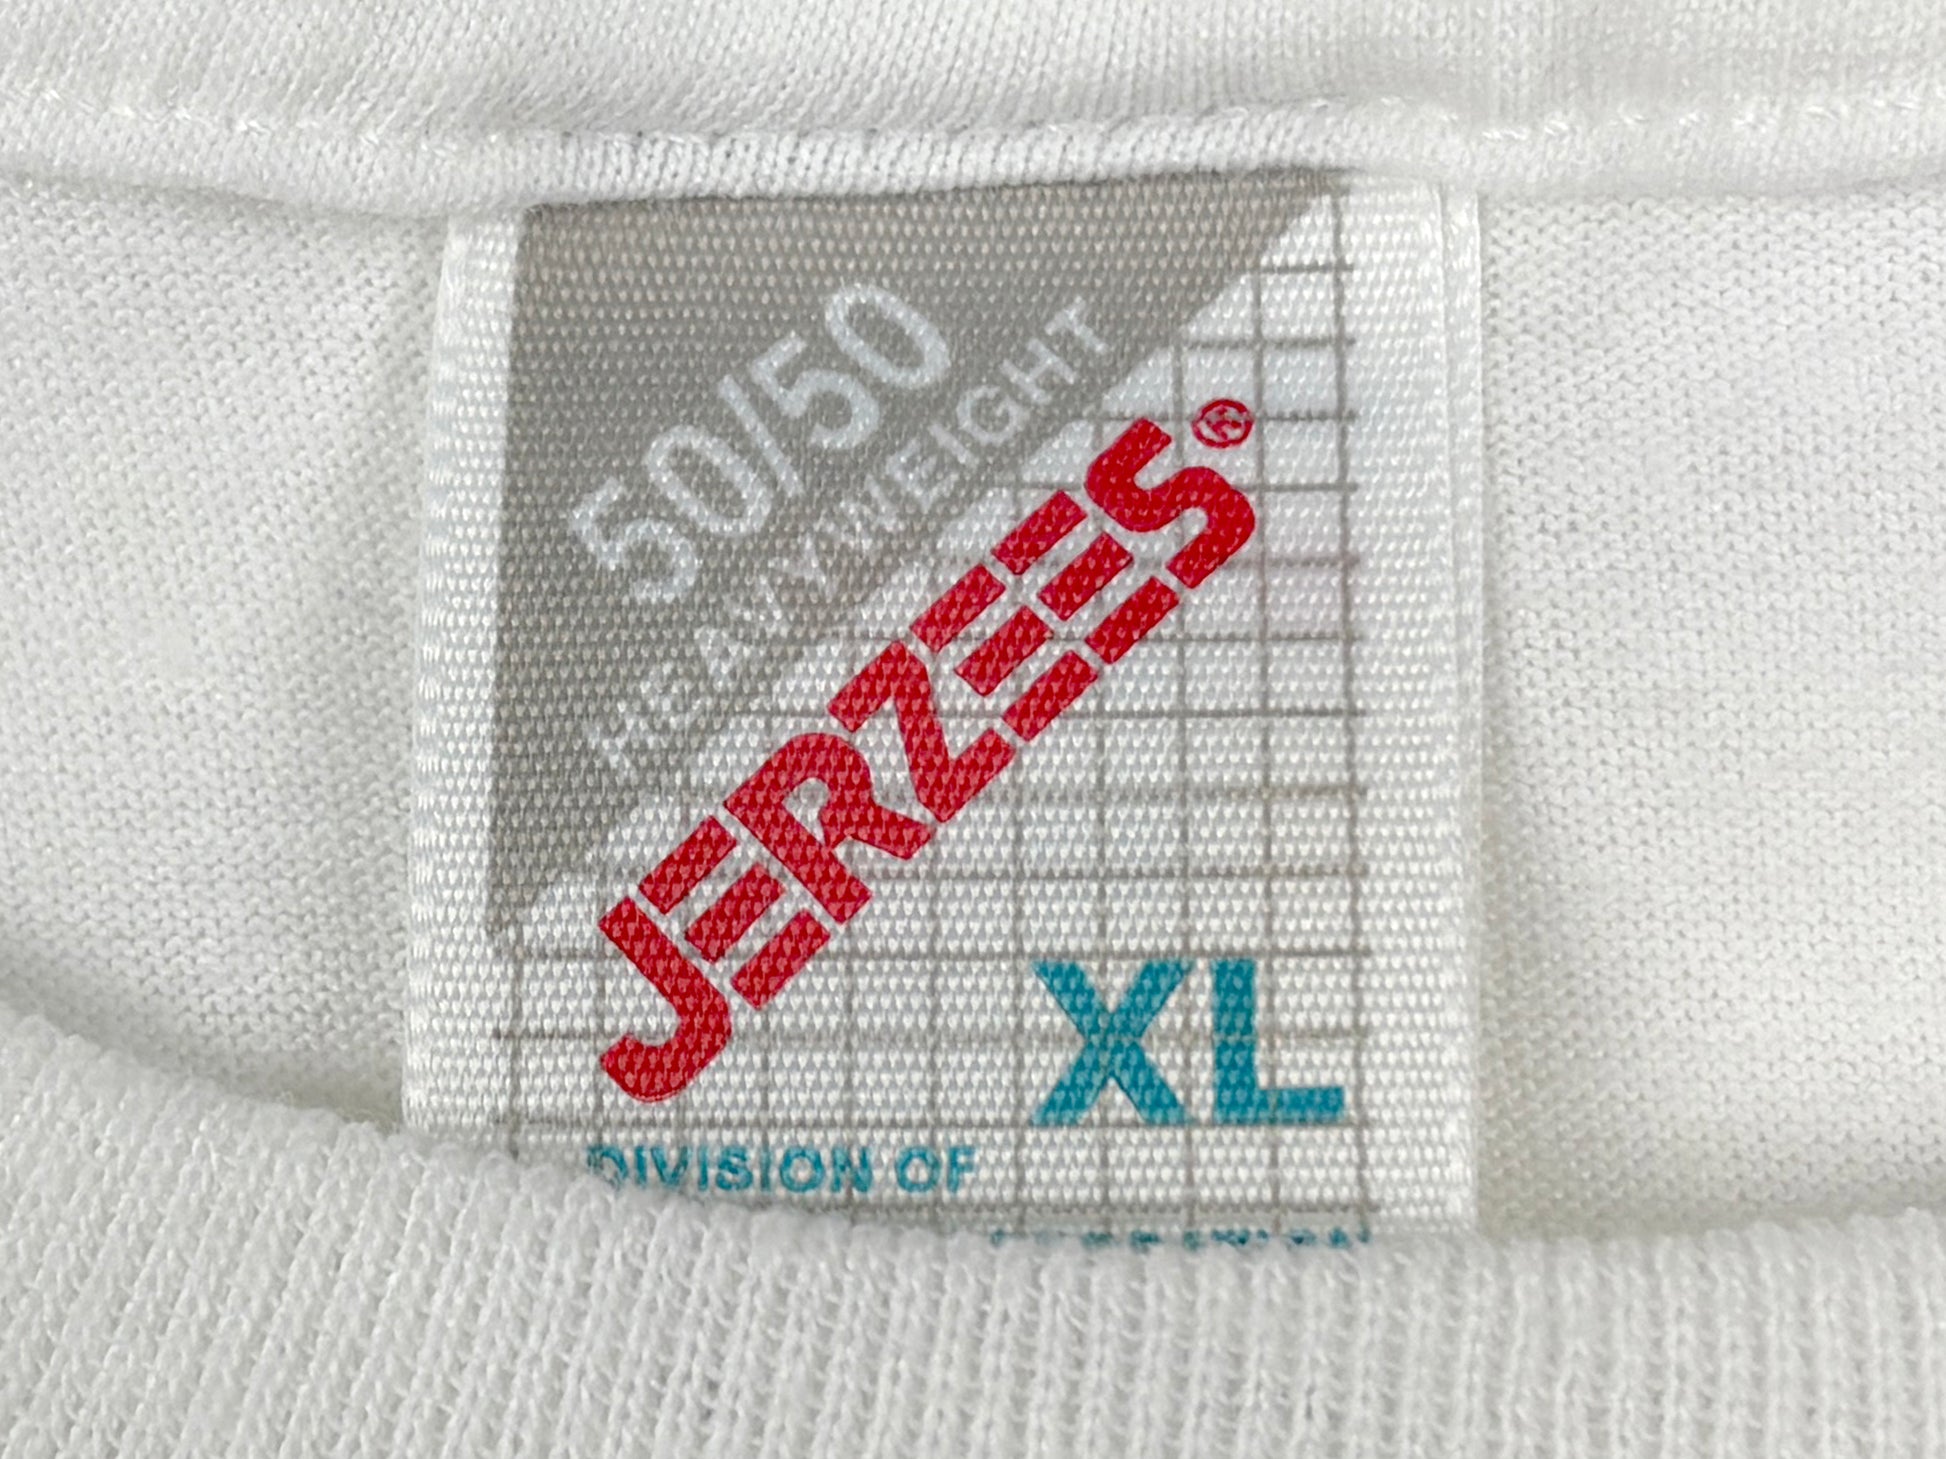 50/50
HEAVYWEIGHT
JERZEES®
XL
DIVISION OF